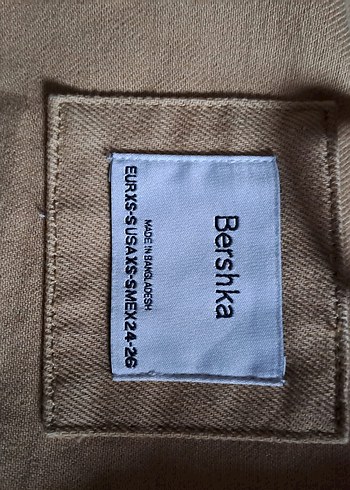 Bershka
MADE IN BANGLADESH
EUR XS-S USA XS-S MEX 24-26